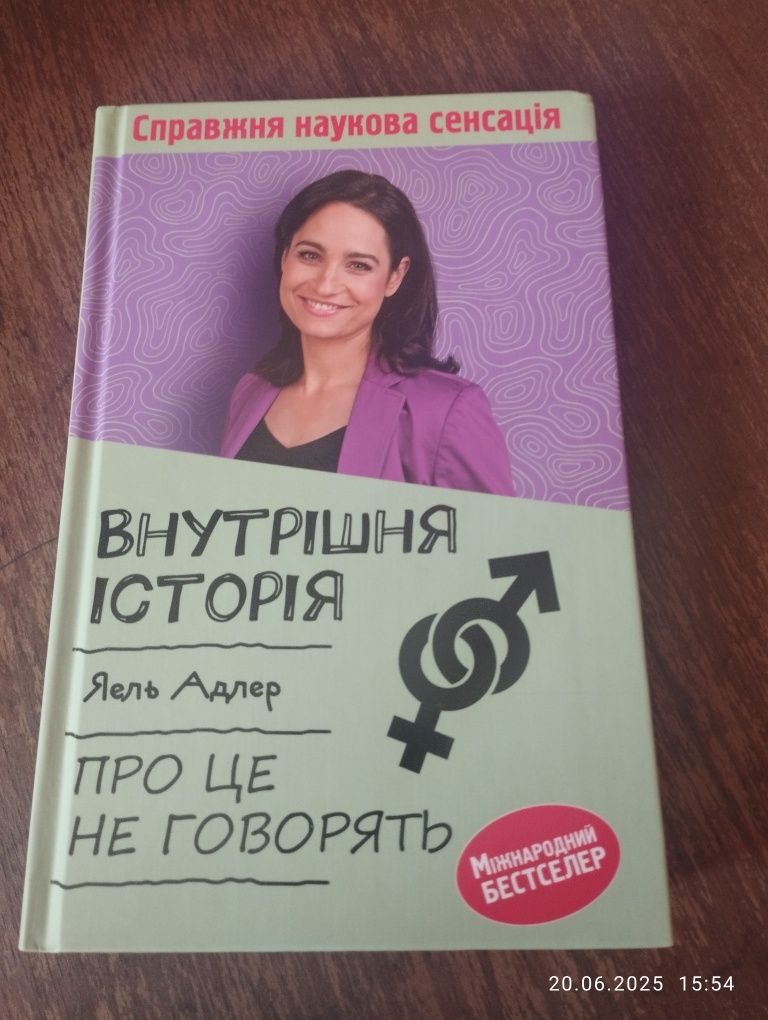 Справжня наукова сенсація
ВНУТРІШНЯ
ІСТОРІЯ
Яель Адлер
ПРО ЦЕ
НЕ ГОВОРЯТЬ
МІЖНАРОДНИЙ
БЕСТСЕЛЕР
20.06.2025 15:54